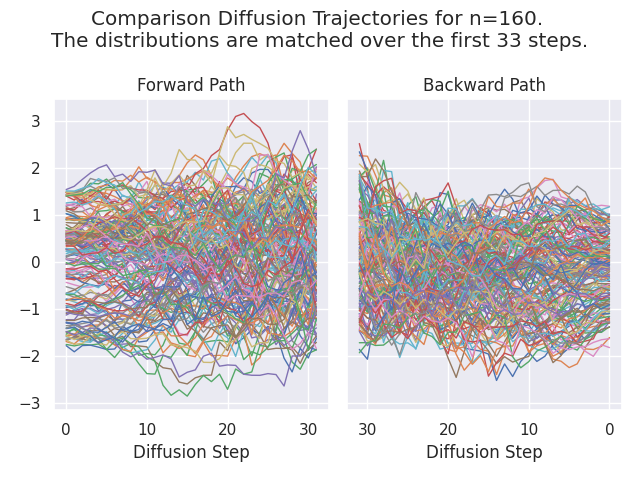 Comparison Diffusion Trajectories for n=160.
The distributions are matched over the first 33 steps.
Forward Path
Backward Path
3
2
1
0
−1
−2
−3
0 10 20 30
30 20 10 0
Diffusion Step
Diffusion Step